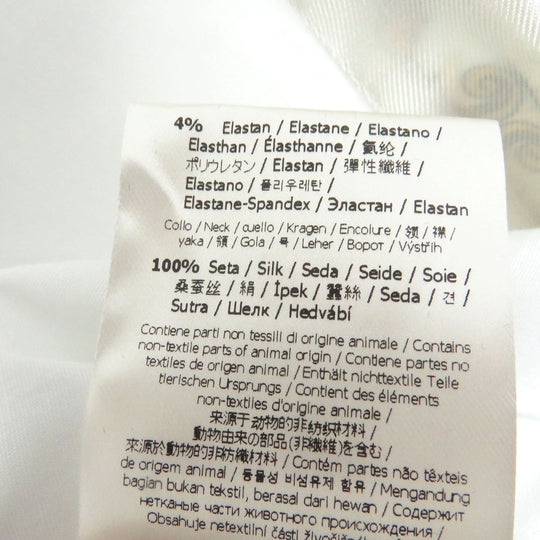 4% Elastan / Elastane / Elastano /
Elasthan / Élasthanne / 氨纶 /
ポリウレタン / Elastan / 彈性纖維 /
Elastano / 폴리우레탄 /
Elastane-Spandex / Эластан / Elastan
Collo / Neck / cuello / Kragen / Encolure / 领 / 襟 /
yaka / 領 / Gola / 목 / Leher / Ворот / Výstřih
100% Seta / Silk / Seda / Seide / Soie /
桑蚕丝 / 絹 / İpek / 蠶絲 / Seda / 견 /
Sutra / Шелк / Hedvábí
Contiene parti non tessili di origine animale / Contains
non-textile parts of animal origin / Contiene partes no
textiles de origen animal / Enthält nichttextile Teile
tierischen Ursprungs / Contient des éléments
non-textiles d'origine animale /
来源于动物的非纺织材料 /
動物由来の部品(非繊維)を含む /
來源於動物的非紡織材料 / Contém partes não têxteis
de origem animal / 동물성 비섬유제 함유 / Mengandung
bagian bukan tekstil, berasal dari hewan / Содержит
нетканые части животного происхождения /
Obsahuje netextilní části živočišného